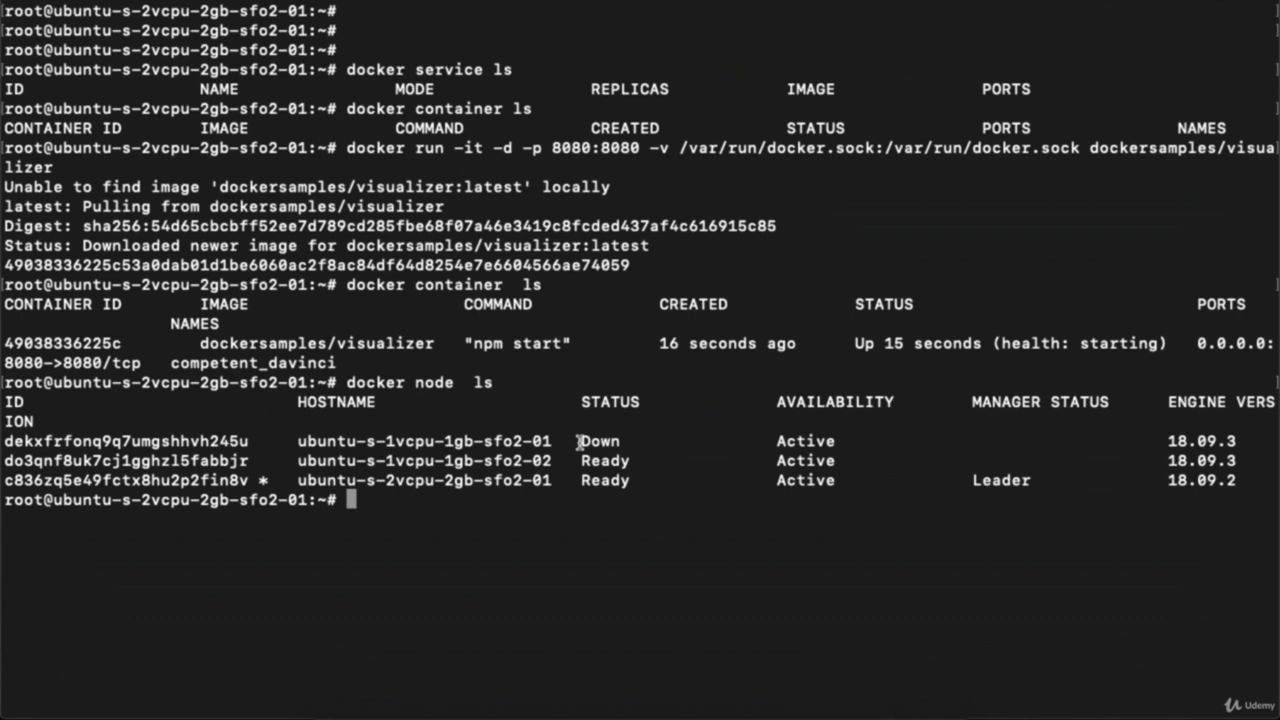 root@ubuntu-s-2vcpu-2gb-sfo2-01:~#
root@ubuntu-s-2vcpu-2gb-sfo2-01:~#
root@ubuntu-s-2vcpu-2gb-sfo2-01:~#
root@ubuntu-s-2vcpu-2gb-sfo2-01:~# docker service ls
ID NAME MODE REPLICAS IMAGE PORTS
root@ubuntu-s-2vcpu-2gb-sfo2-01:~# docker container ls
CONTAINER ID IMAGE COMMAND CREATED STATUS PORTS NAMES
root@ubuntu-s-2vcpu-2gb-sfo2-01:~# docker run -it -d -p 8080:8080 -v /var/run/docker.sock:/var/run/docker.sock dockersamples/visua
lizer
Unable to find image 'dockersamples/visualizer:latest' locally
latest: Pulling from dockersamples/visualizer
Digest: sha256:54d65cbcbff52ee7d789cd285fbe68f07a46e3419c8fcded437af4c616915c85
Status: Downloaded newer image for dockersamples/visualizer:latest
49038336225c53a0dab01d1be6060ac2f8ac84df64d8254e7e6604566ae74059
root@ubuntu-s-2vcpu-2gb-sfo2-01:~# docker container  ls
CONTAINER ID IMAGE COMMAND CREATED STATUS PORTS
NAMES
49038336225c dockersamples/visualizer "npm start" 16 seconds ago Up 15 seconds (health: starting) 0.0.0.0:
8080->8080/tcp competent_davinci
root@ubuntu-s-2vcpu-2gb-sfo2-01:~# docker node  ls
ID HOSTNAME STATUS AVAILABILITY MANAGER STATUS ENGINE VERS
ION
dekxfrfonq9q7umgshhvh245u ubuntu-s-1vcpu-1gb-sfo2-01 Down Active 18.09.3
do3qnf8uk7cj1gghzl5fabbjr ubuntu-s-1vcpu-1gb-sfo2-02 Ready Active 18.09.3
c836zq5e49fctx8hu2p2fin8v * ubuntu-s-2vcpu-2gb-sfo2-01 Ready Active Leader 18.09.2
root@ubuntu-s-2vcpu-2gb-sfo2-01:~#
Udemy